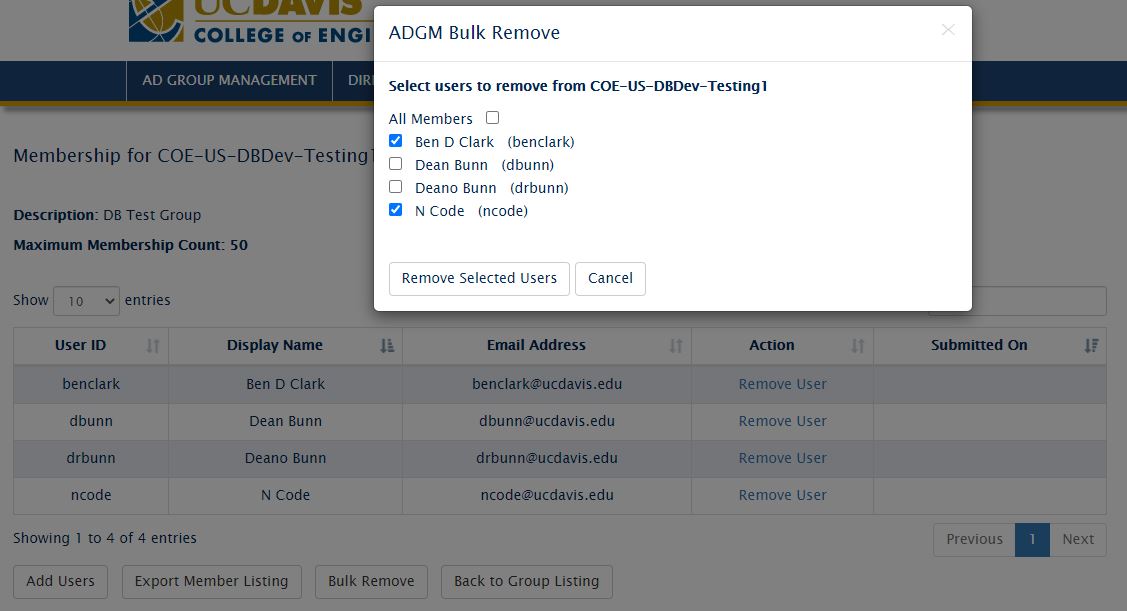 UCDAVIS
COLLEGE OF ENGI
AD GROUP MANAGEMENT
DIR
ADGM Bulk Remove
Select users to remove from COE-US-DBDev-Testing1
All Members
Ben D Clark (benclark)
Dean Bunn (dbunn)
Deano Bunn (drbunn)
N Code (ncode)
Remove Selected Users Cancel
Membership for COE-US-DBDev-Testing1
Description: DB Test Group
Maximum Membership Count: 50
Show 10 entries
User ID Display Name Email Address Action Submitted On
benclark Ben D Clark benclark@ucdavis.edu Remove User
dbunn Dean Bunn dbunn@ucdavis.edu Remove User
drbunn Deano Bunn drbunn@ucdavis.edu Remove User
ncode N Code ncode@ucdavis.edu Remove User
Showing 1 to 4 of 4 entries
Previous 1 Next
Add Users Export Member Listing Bulk Remove Back to Group Listing